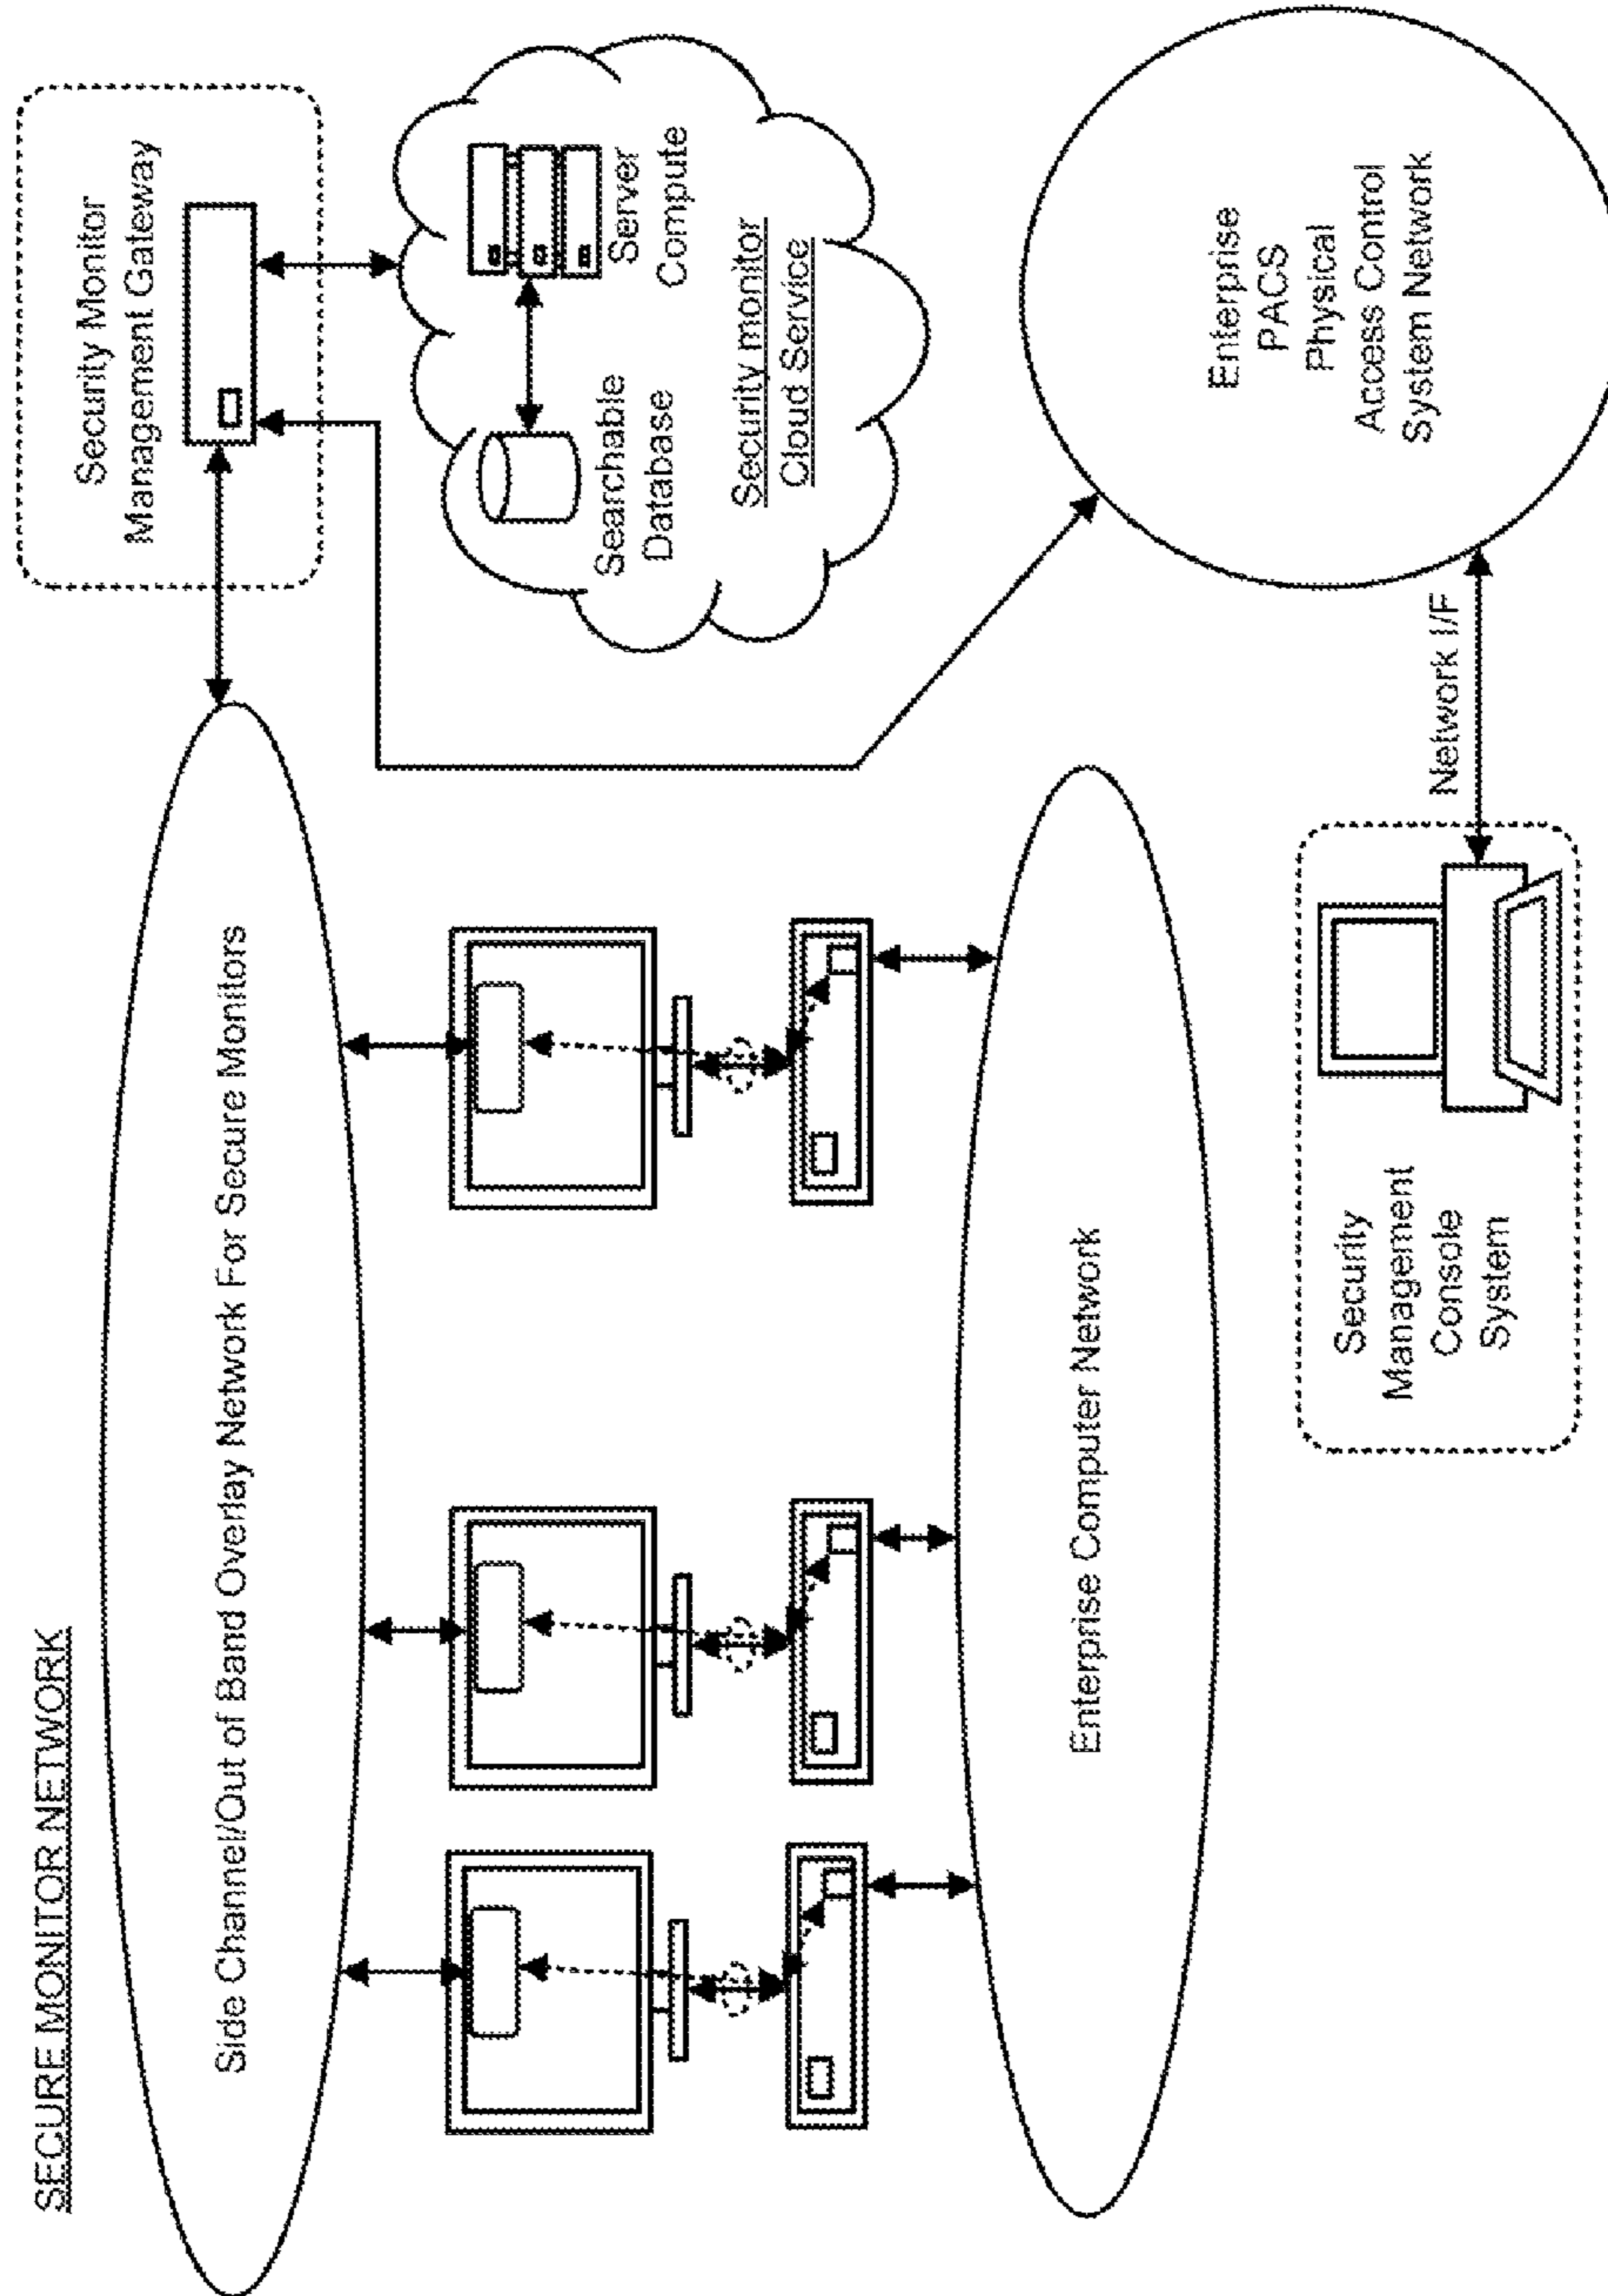 SECURE MONITOR NETWORK
Side Channel/Out of Band Overlay Network For Secure Monitors
Security Monitor
Management Gateway
Searchable
Database
Server
Compute
Security monitor
Cloud Service
Enterprise Computer Network
Security
Management
Console
System
Network I/F
Enterprise
PACS
Physical
Access Control
System Network